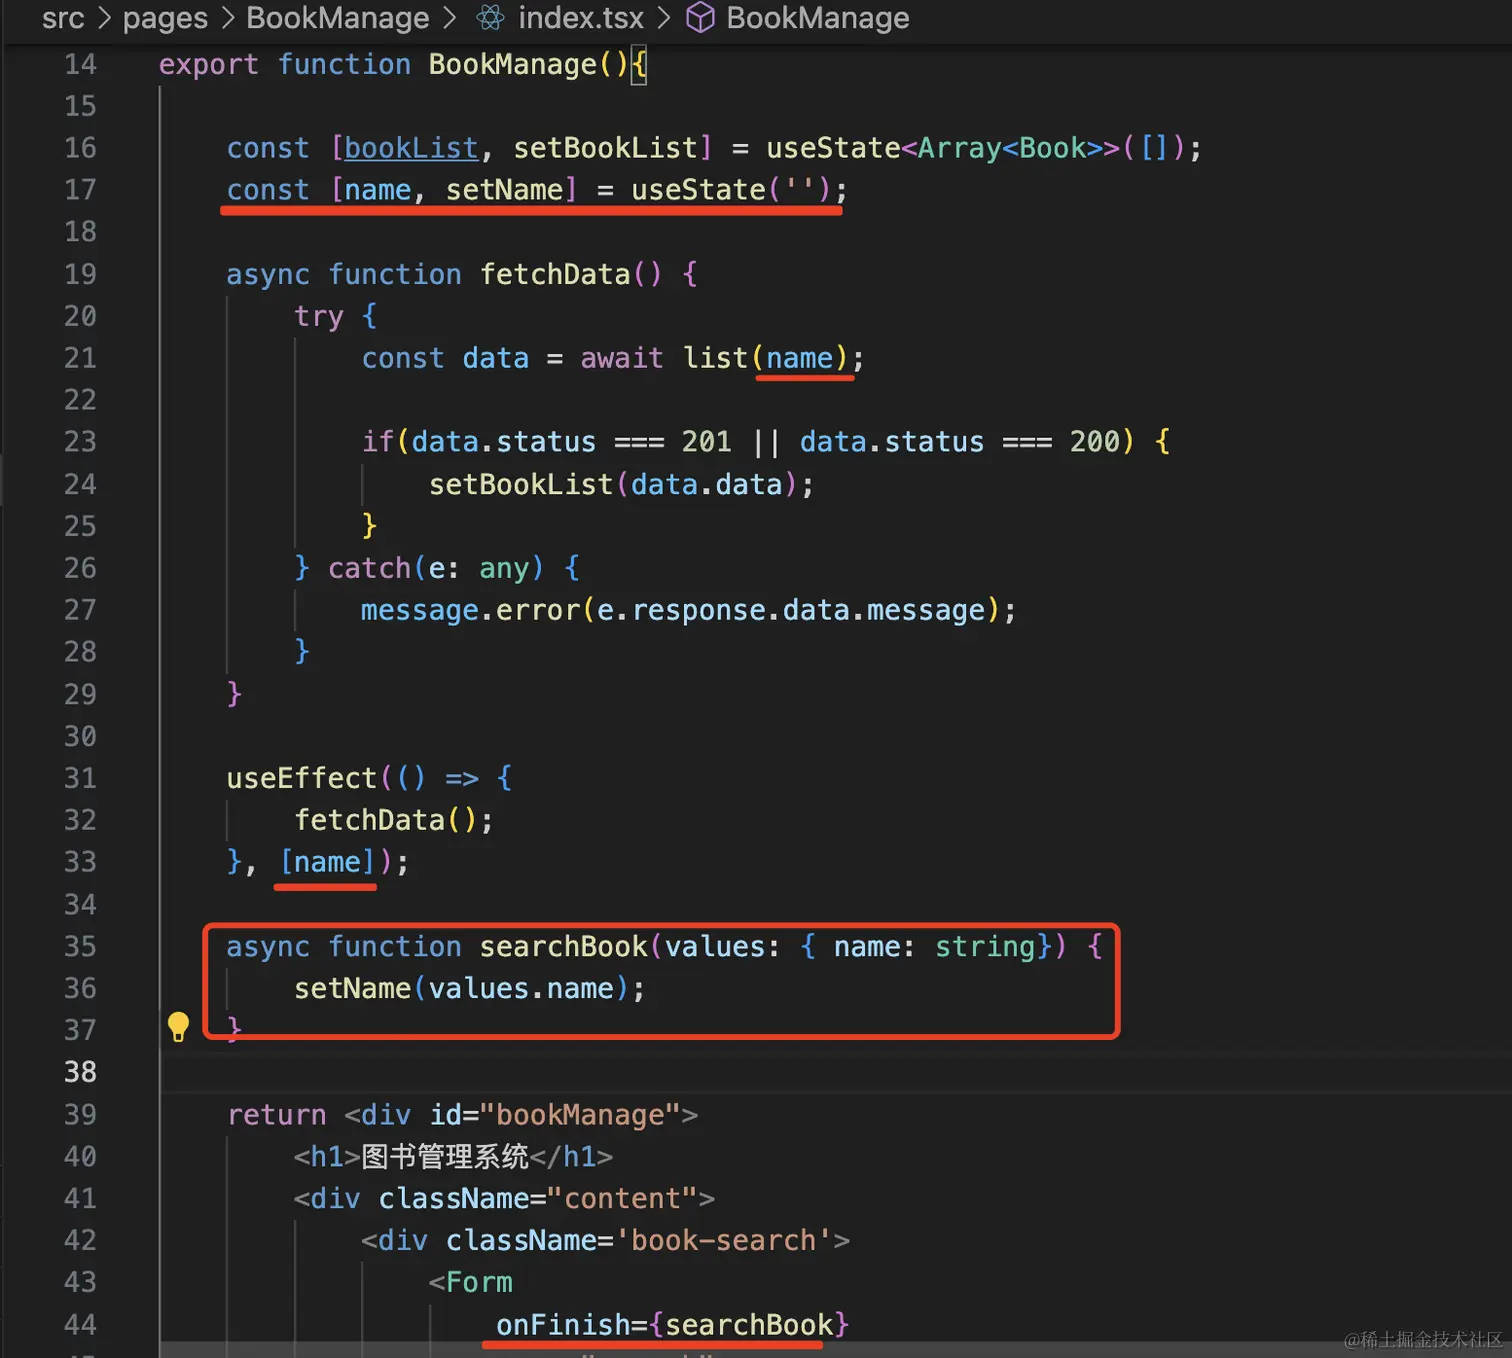 src > pages > BookManage > index.tsx > BookManage
14 export function BookManage(){
15
16 const [bookList, setBookList] = useState<Array<Book>>([]);
17 const [name, setName] = useState('');
18
19 async function fetchData() {
20 try {
21 const data = await list(name);
22
23 if(data.status === 201 || data.status === 200) {
24 setBookList(data.data);
25 }
26 } catch(e: any) {
27 message.error(e.response.data.message);
28 }
29 }
30
31 useEffect(() => {
32 fetchData();
33 }, [name]);
34
35 async function searchBook(values: { name: string}) {
36 setName(values.name);
37 }
38
39 return <div id="bookManage">
40 <h1>图书管理系统</h1>
41 <div className="content">
42 <div className='book-search'>
43 <Form
44 onFinish={searchBook}
@稀土掘金技术社区